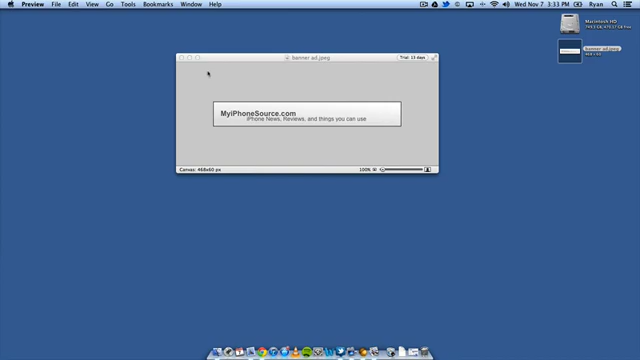 Preview File Edit View Go Tools Bookmarks Window Help
Wed Nov 7 3:33 PM Ryan
banner ad.jpeg
Trial: 13 days
Macintosh HD
banner ad.jpeg
468 x 60
MyiPhoneSource.com
iPhone News, Reviews, and things you can use
Canvas: 468x60 px
100%